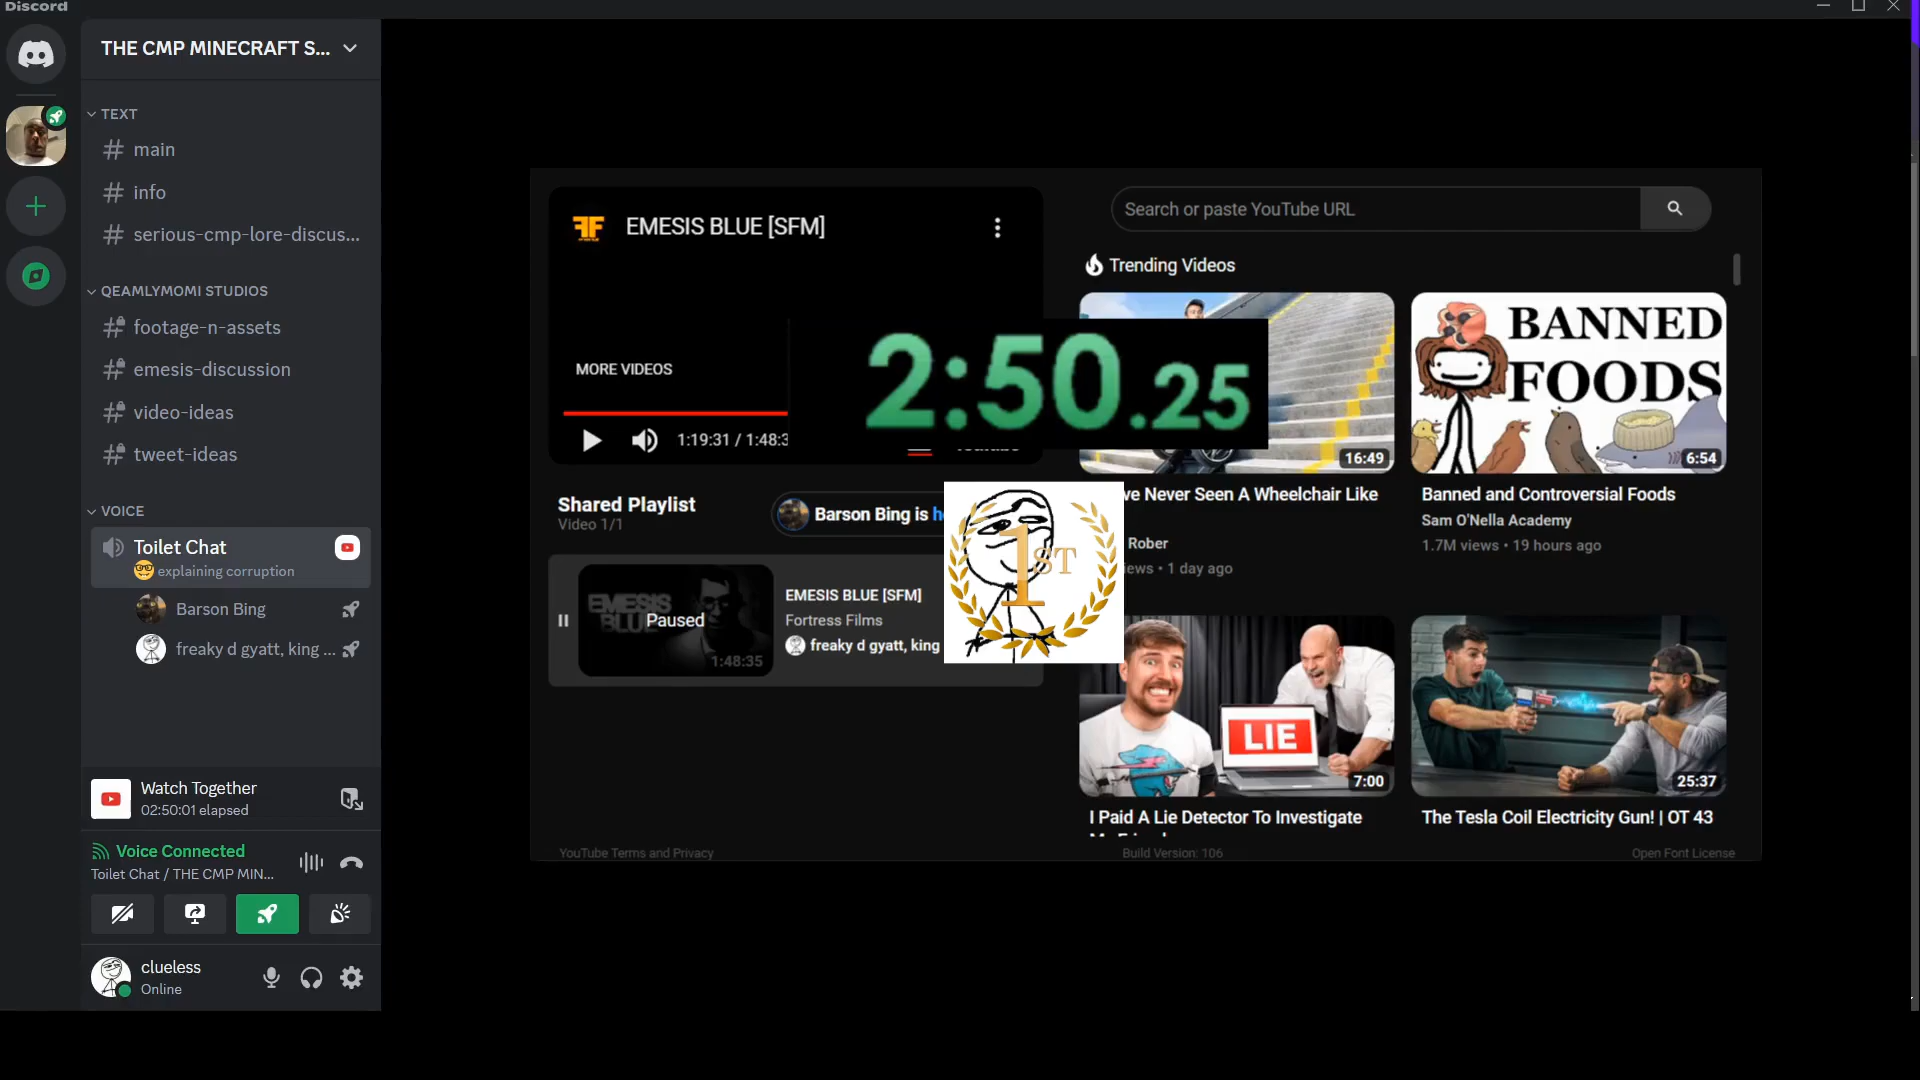 Discord
THE CMP MINECRAFT S...
TEXT
main
info
serious-cmp-lore-discus...
QEAMLYMOMI STUDIOS
footage-n-assets
emesis-discussion
video-ideas
tweet-ideas
VOICE
Toilet Chat
explaining corruption
Barson Bing
freaky d gyatt, king ...
Watch Together
02:50:01 elapsed
Voice Connected
Toilet Chat / THE CMP MIN...
clueless
Online
FF
EMESIS BLUE [SFM]
MORE VIDEOS
1:19:31 / 1:48:3
2:50.25
Shared Playlist
Video 1/1
Barson Bing is h
1ST
EMESIS BLUE
Paused
1:48:35
EMESIS BLUE [SFM]
Fortress Films
freaky d gyatt, king
Search or paste YouTube URL
Trending Videos
16:49
ve Never Seen A Wheelchair Like
Rober
iews • 1 day ago
BANNED
FOODS
6:54
Banned and Controversial Foods
Sam O'Nella Academy
1.7M views • 19 hours ago
LIE
7:00
I Paid A Lie Detector To Investigate
25:37
The Tesla Coil Electricity Gun! | OT 43
YouTube Terms and Privacy
Build Version: 106
Open Font License